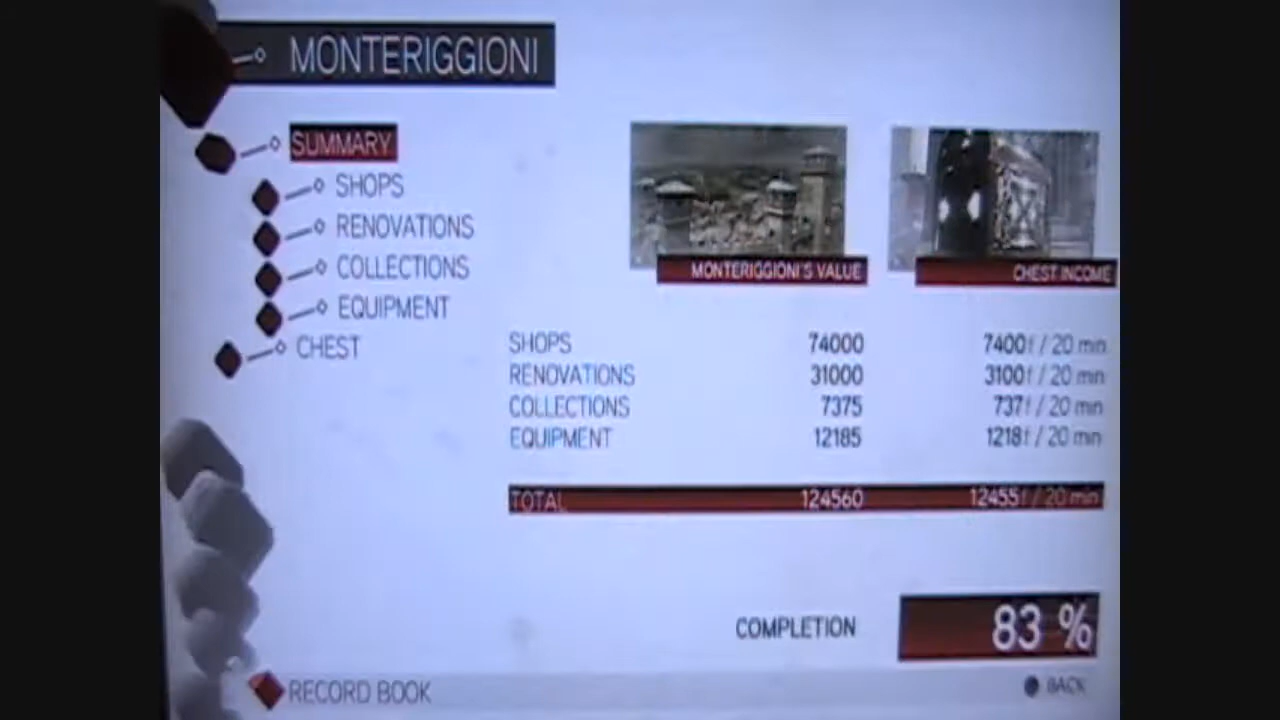 MONTERIGGIONI
SUMMARY
SHOPS
RENOVATIONS
COLLECTIONS
EQUIPMENT
CHEST
MONTERIGGIONI'S VALUE
CHEST INCOME
SHOPS 74000 7400f / 20 min
RENOVATIONS 31000 3100f / 20 min
COLLECTIONS 7375 737f / 20 min
EQUIPMENT 12185 1218f / 20 min
TOTAL 124560 12455f / 20 min
COMPLETION 83 %
RECORD BOOK
BACK